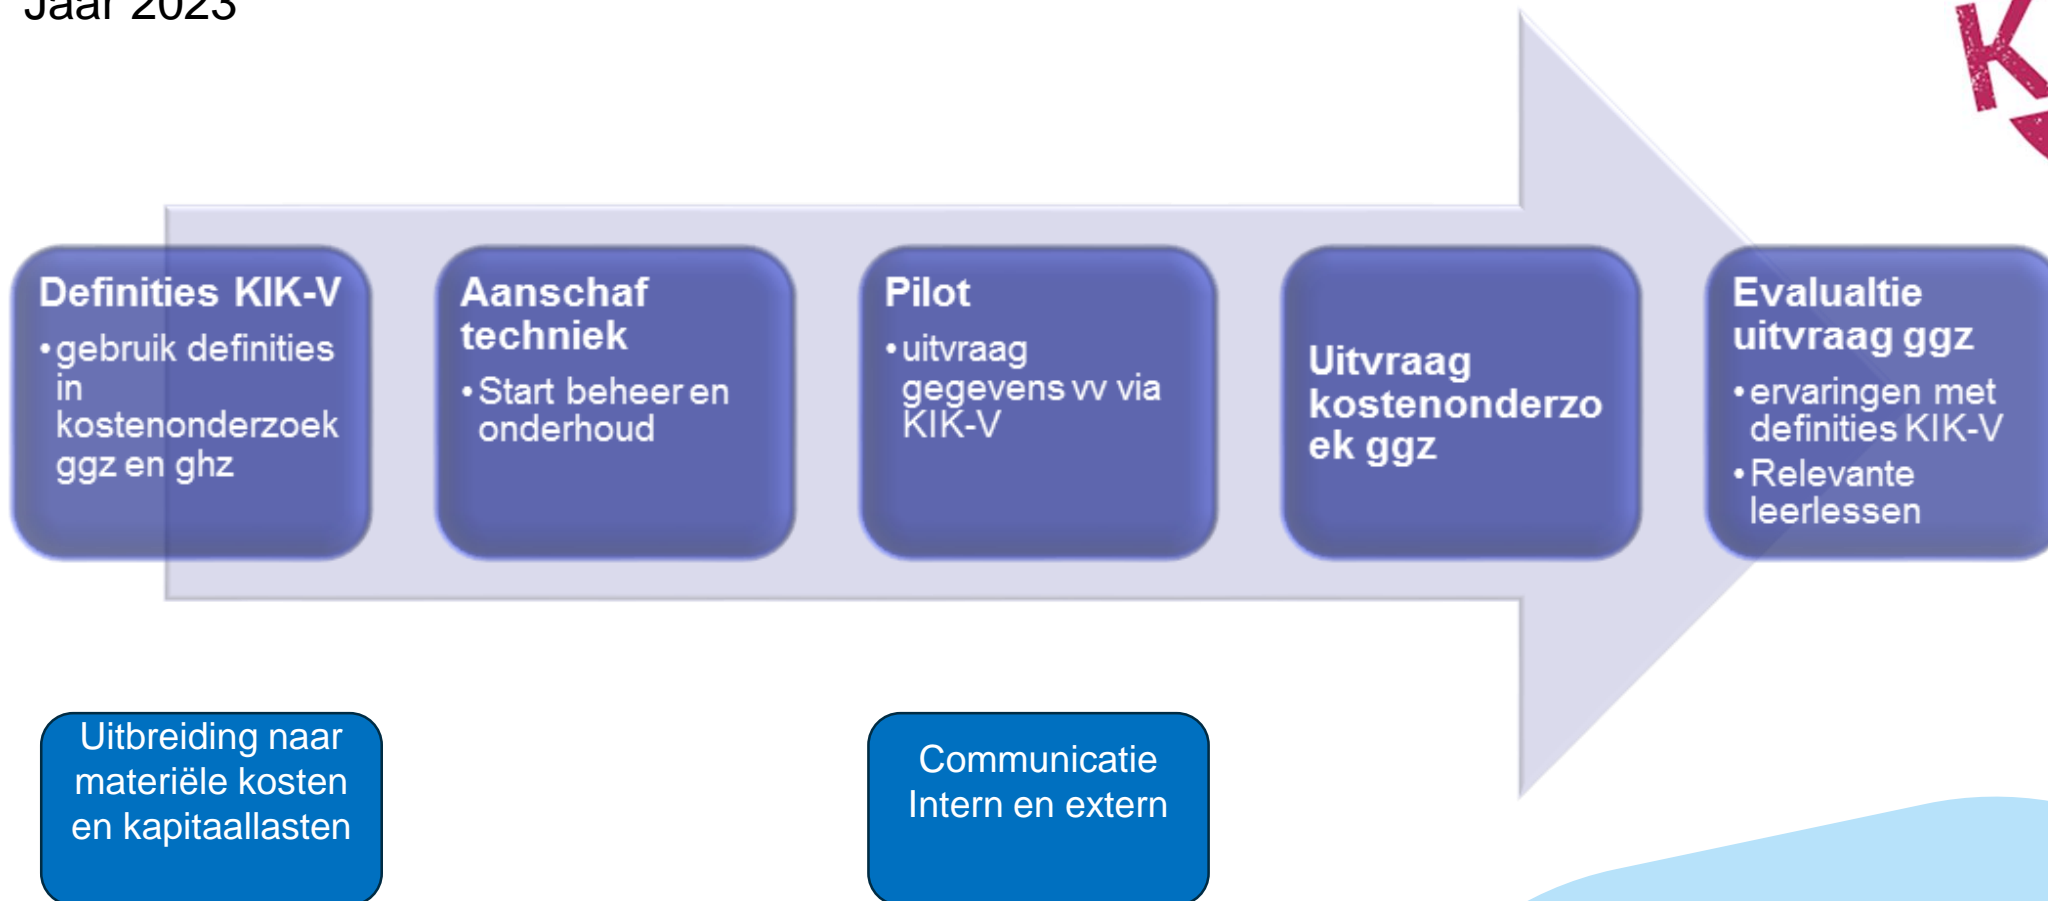 Jaar 2023
Definities KIK-V
•gebruik definities
in
kostenonderzoek
ggz en ghz
Aanschaf
techniek
•Start beheer en
onderhoud
Pilot
•uitvraag
gegevens vv via
KIK-V
Uitvraag
kostenonderzo
ek ggz
Evalualtie
uitvraag ggz
•ervaringen met
definities KIK-V
•Relevante
leerlessen
Uitbreiding naar
materiële kosten
en kapitaallasten
Communicatie
Intern en extern